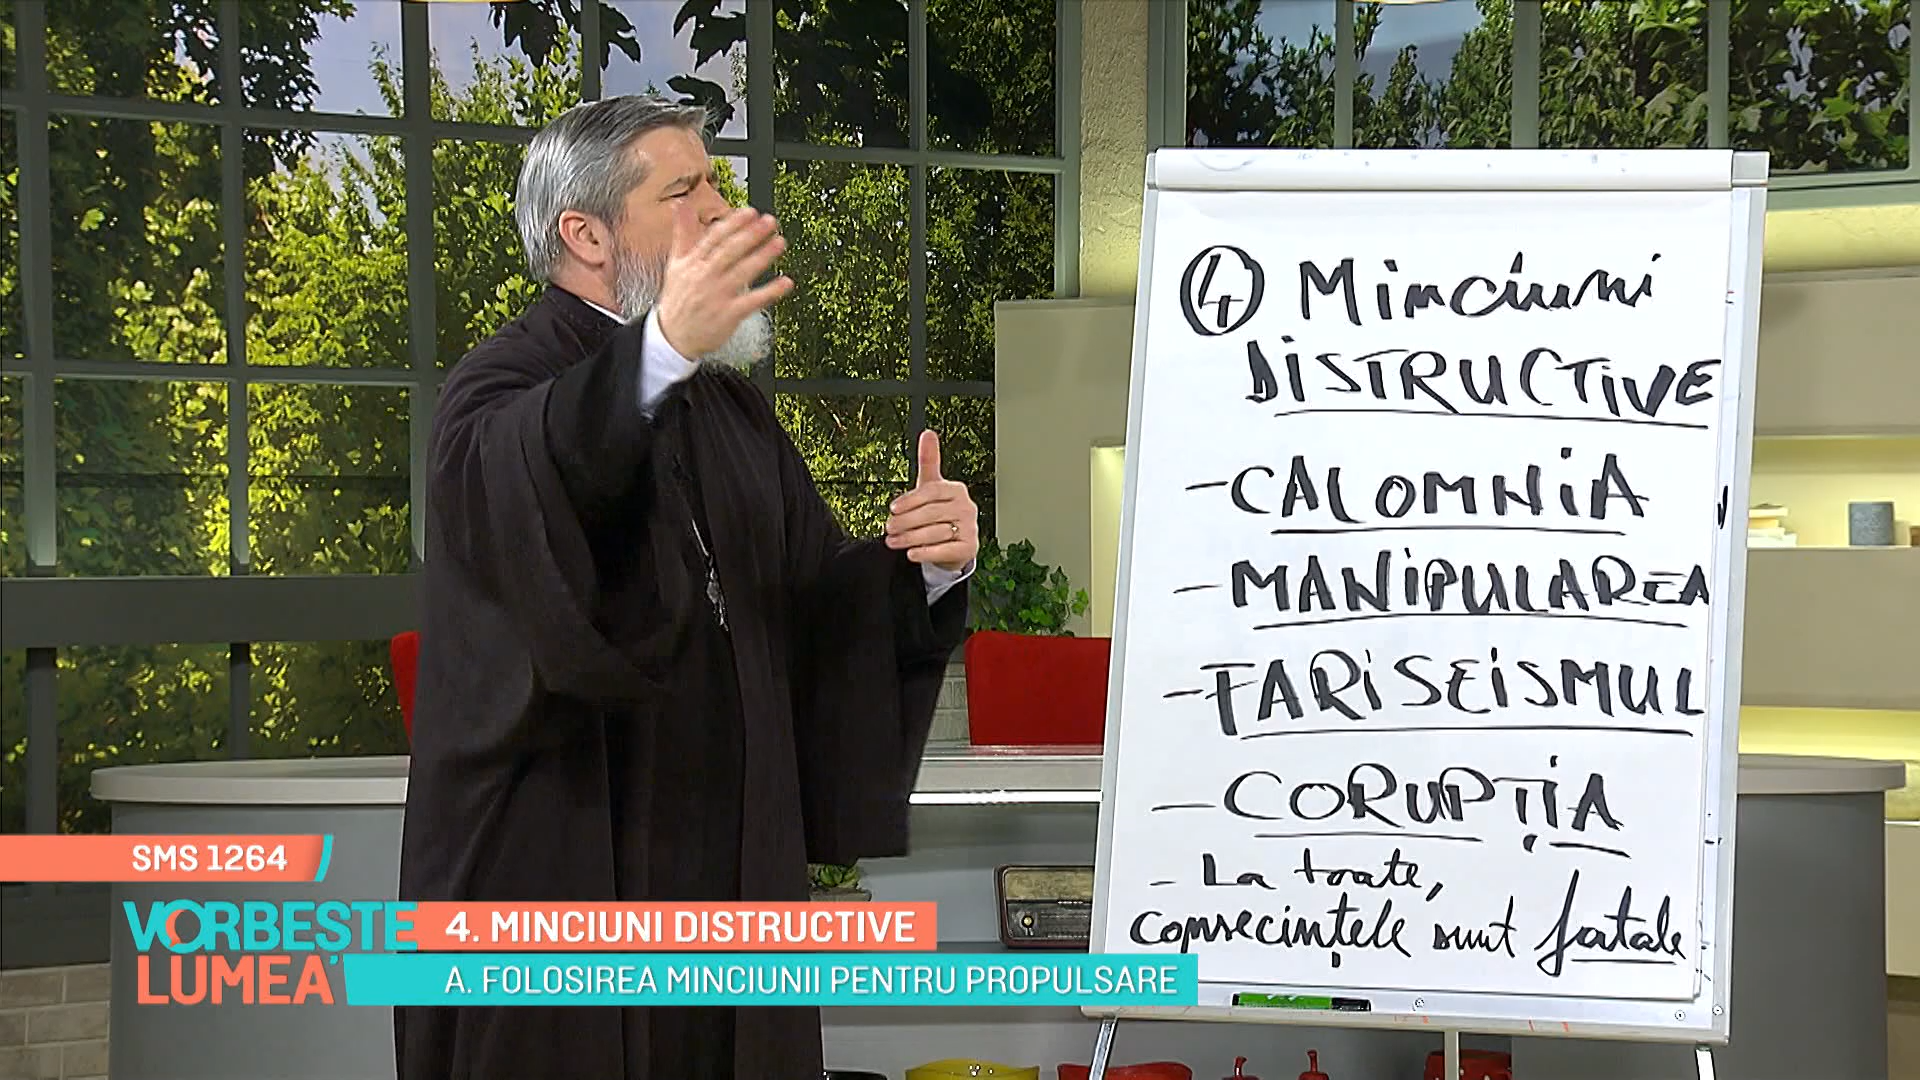 ④ Minciuni
DISTRUCTIVE
- CALOMNIA
- MANIPULAREA
- FARISEISMUL
- CORUPȚIA
- La toate,
consecințele sunt fatale
SMS 1264
VORBEȘTE
LUMEA
4. MINCIUNI DISTRUCTIVE
A. FOLOSIREA MINCIUNII PENTRU PROPULSARE